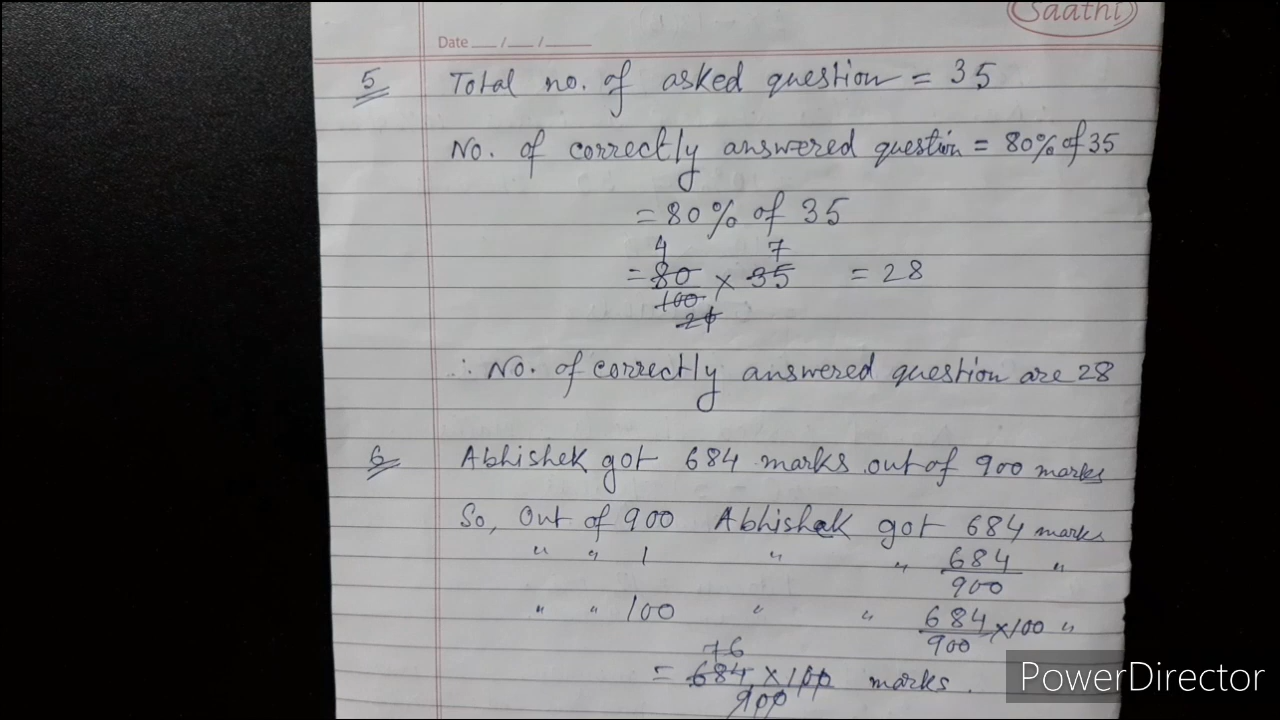 Saathi
Date __/__/____
5 Total no. of asked question = 35
No. of correctly answered question = 80% of 35
= 80% of 35
4 7
= 80/100 × 35 = 28
20
∴ No. of correctly answered question are 28
6 Abhishek got 684 marks out of 900 marks
So, Out of 900 Abhishek got 684 marks
" " 1 " " 684/900 "
" " 100 " " 684/900 × 100 "
76
= 684 × 100 / 900 marks.
PowerDirector